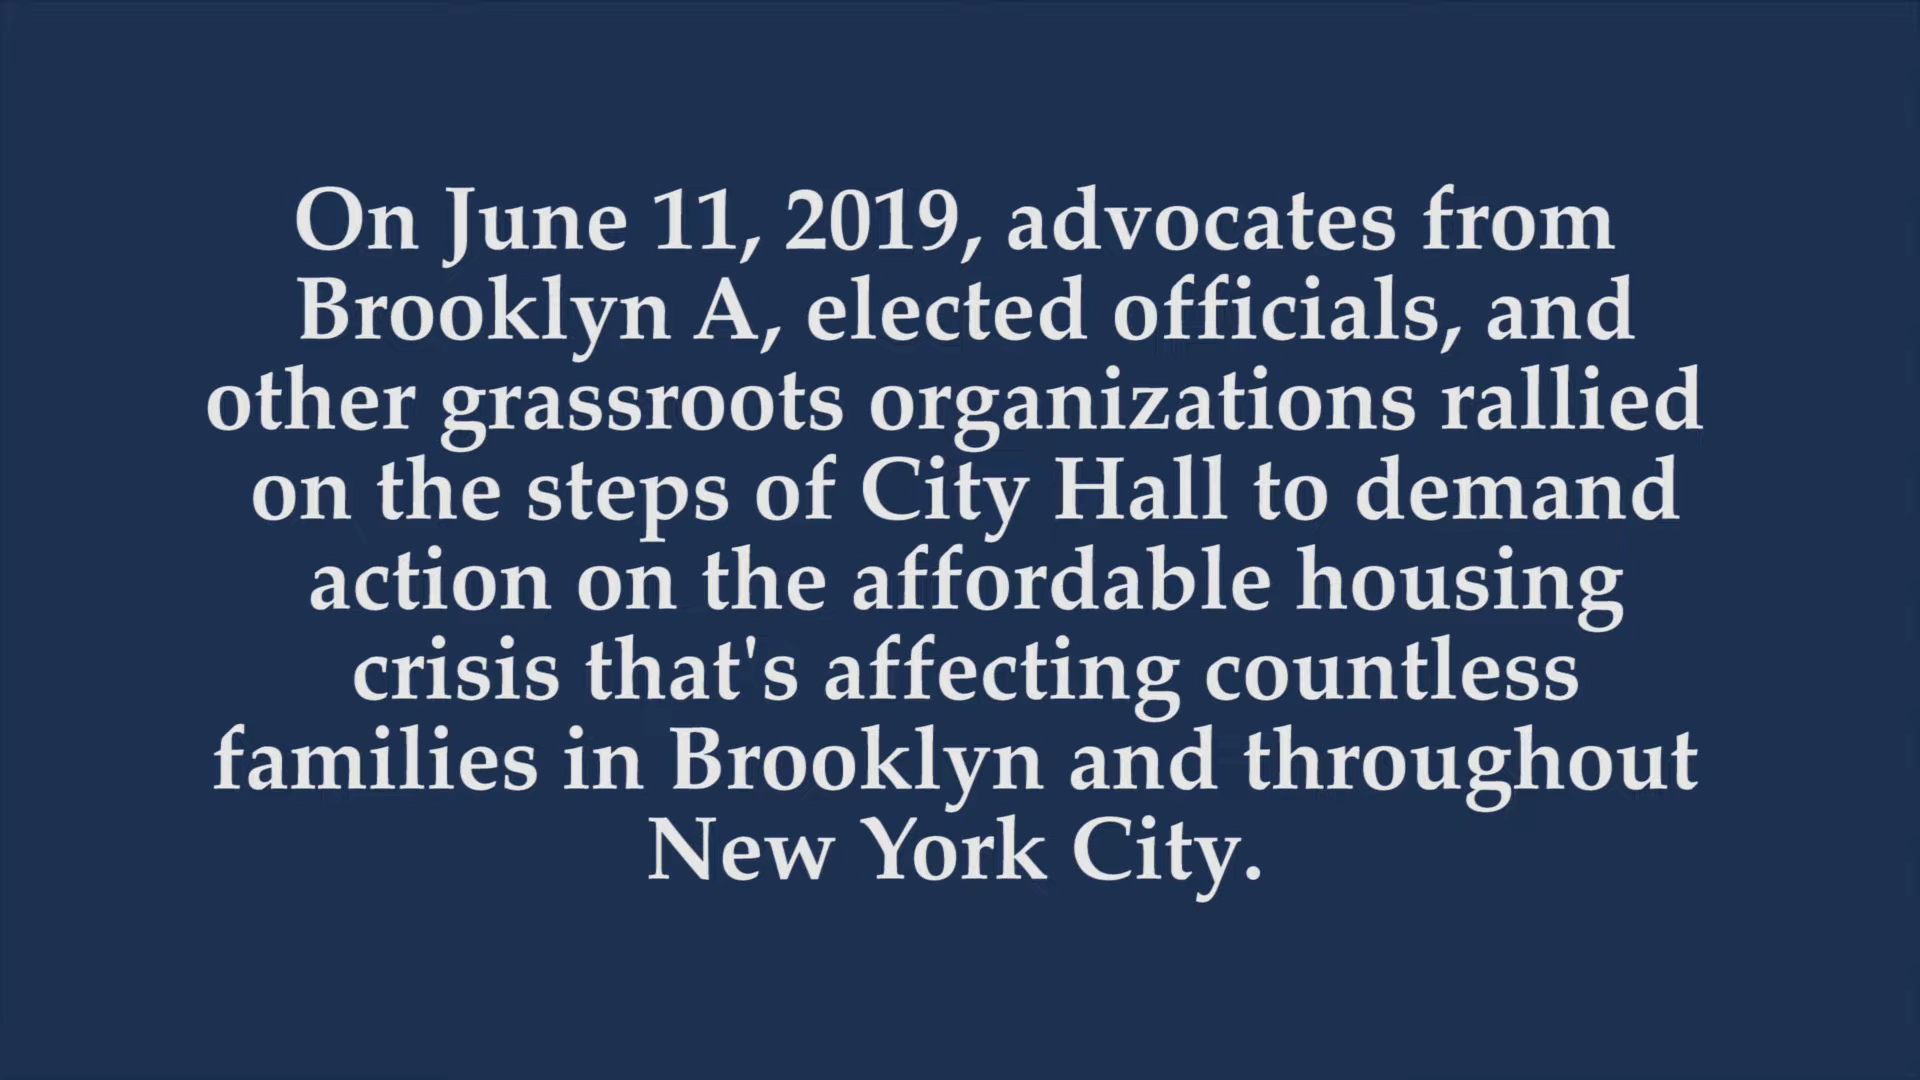 On June 11, 2019, advocates from
Brooklyn A, elected officials, and
other grassroots organizations rallied
on the steps of City Hall to demand
action on the affordable housing
crisis that's affecting countless
families in Brooklyn and throughout
New York City.